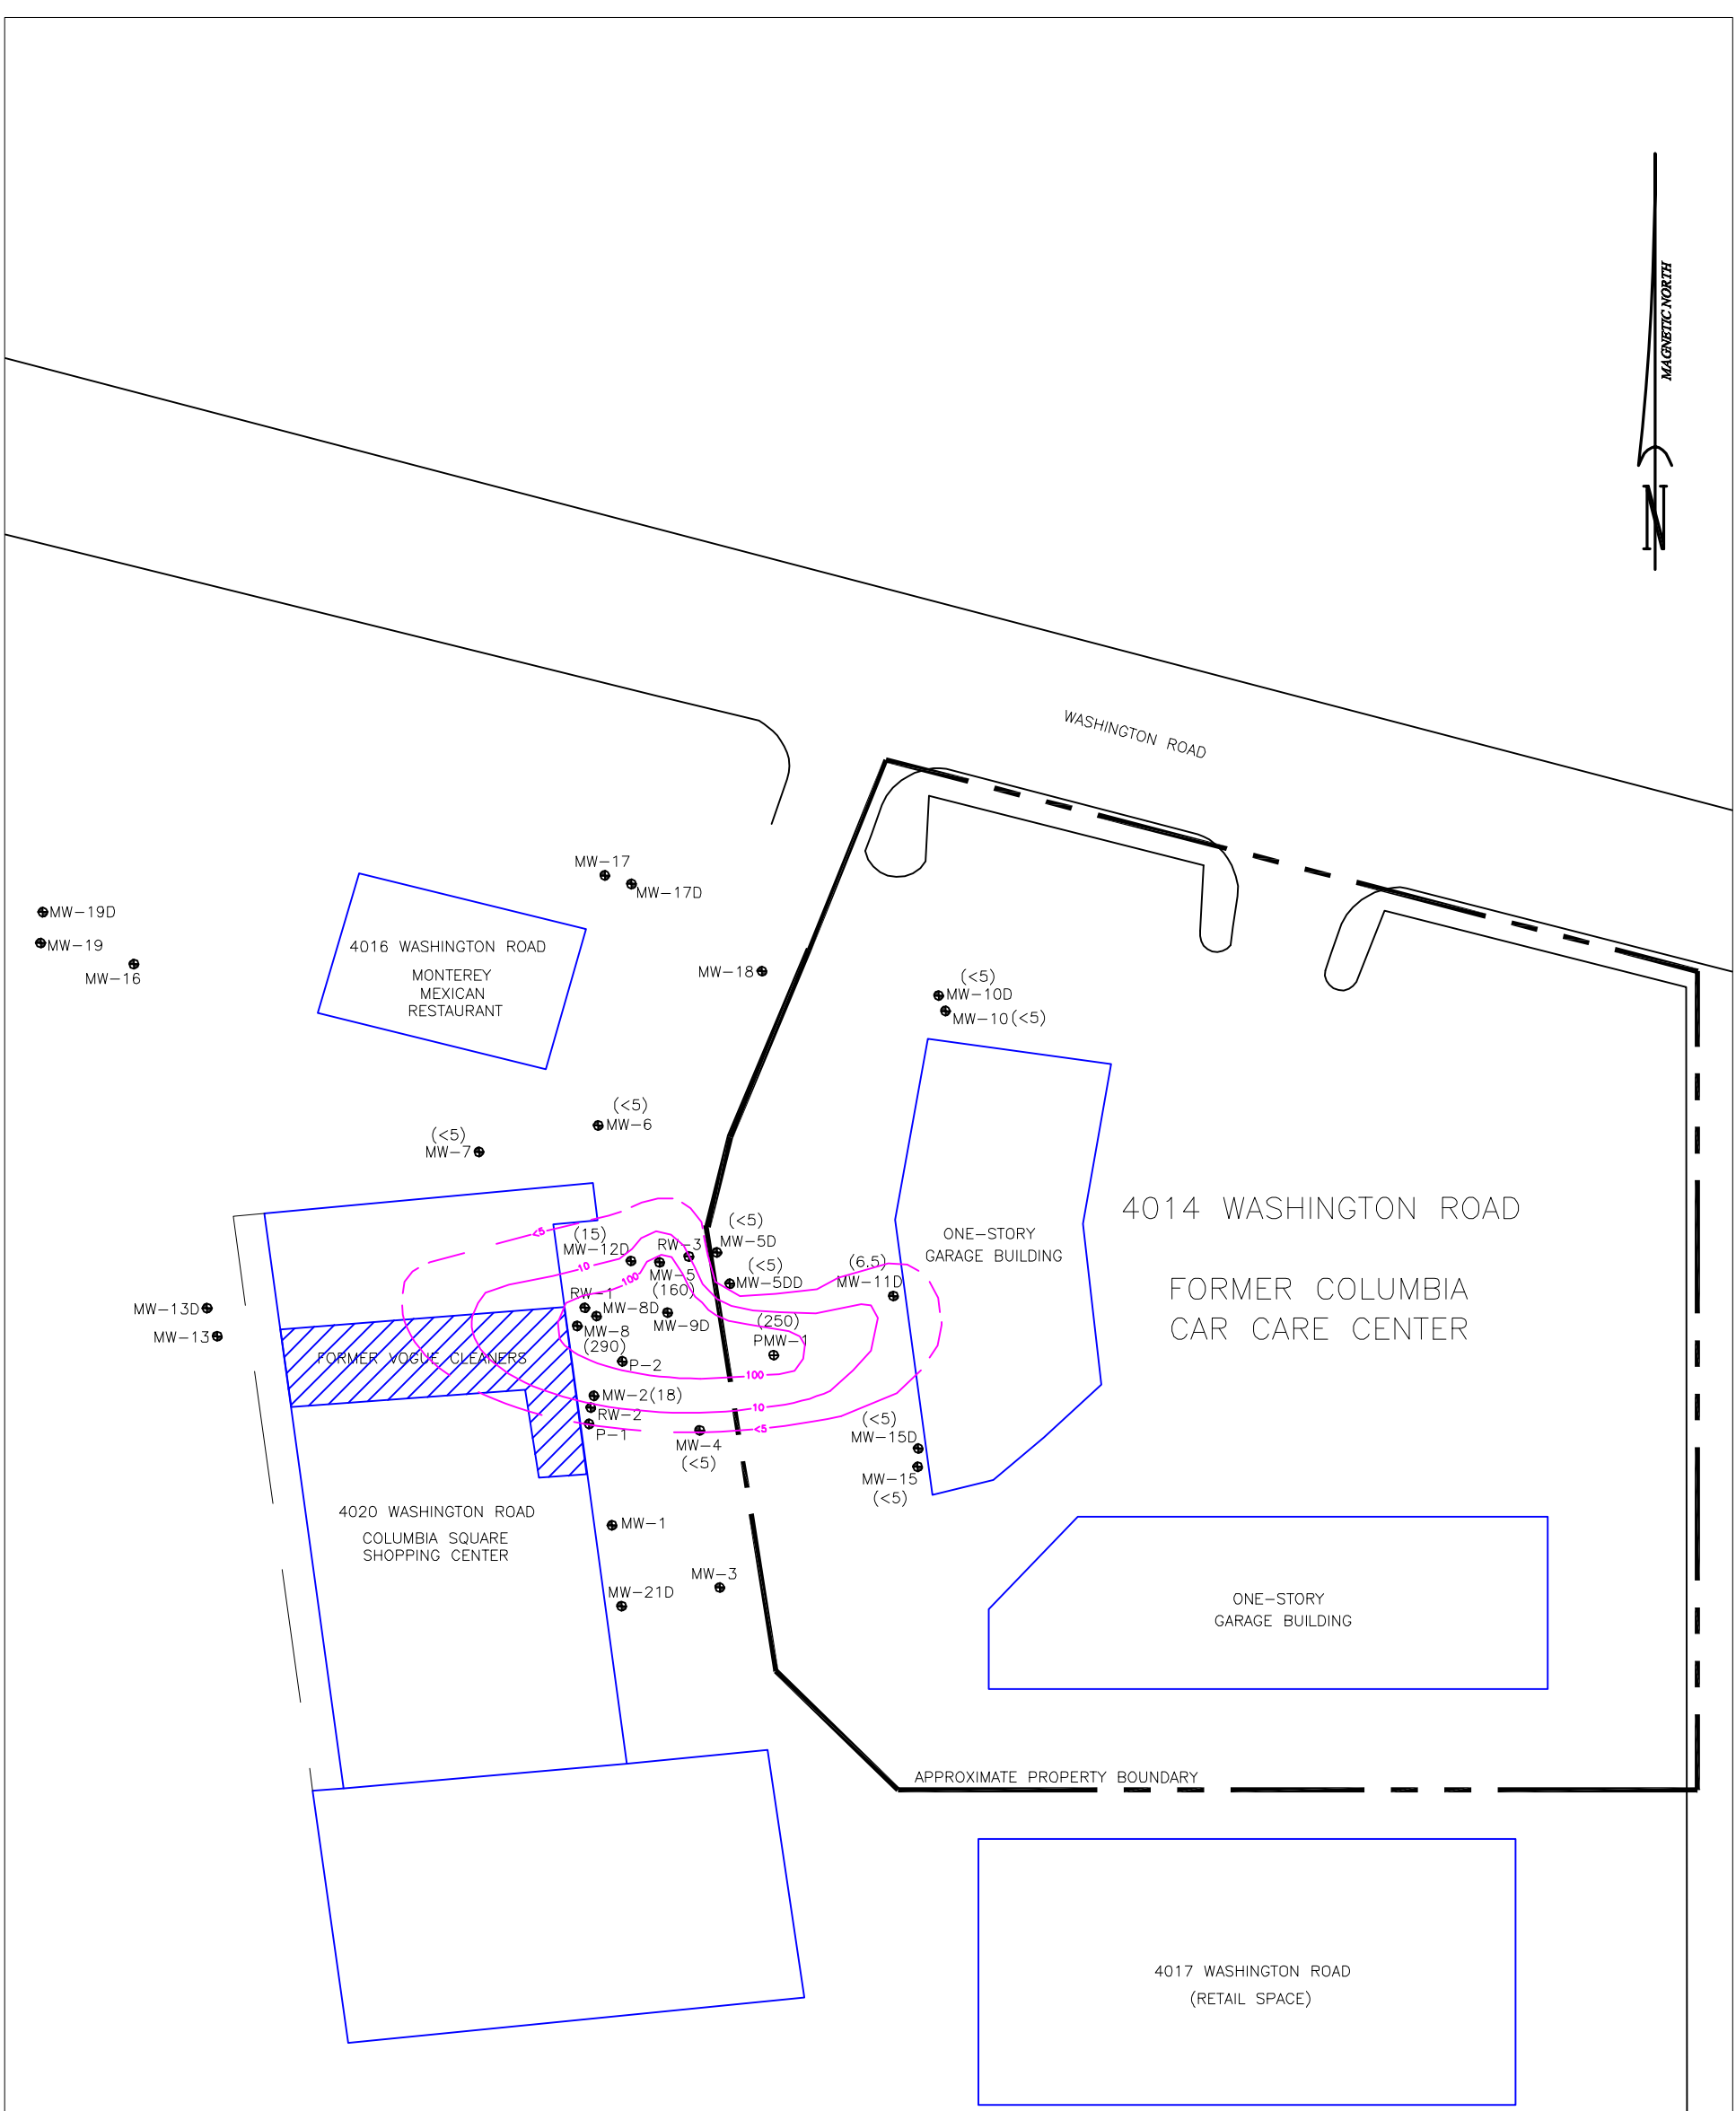 MAGNETIC NORTH
N
WASHINGTON ROAD
MW-17
MW-17D
MW-19D
MW-19
MW-16
4016 WASHINGTON ROAD
MONTEREY
MEXICAN
RESTAURANT
MW-18
(<5)
MW-10D
MW-10(<5)
(<5)
MW-6
(<5)
MW-7
4014 WASHINGTON ROAD
FORMER COLUMBIA
CAR CARE CENTER
ONE-STORY
GARAGE BUILDING
<5
(15)
MW-12D
RW-3
(<5)
MW-5D
(<5)
MW-5DD
(6.5)
MW-11D
10
100
MW-5
(160)
RW-1
MW-8D
MW-8
(290)
MW-9D
(250)
PMW-1
MW-13D
MW-13
FORMER VOGUE CLEANERS
P-2
100
MW-2(18)
10
RW-2
P-1
<5
MW-4
(<5)
(<5)
MW-15D
MW-15
(<5)
4020 WASHINGTON ROAD
COLUMBIA SQUARE
SHOPPING CENTER
MW-1
MW-3
MW-21D
ONE-STORY
GARAGE BUILDING
APPROXIMATE PROPERTY BOUNDARY
4017 WASHINGTON ROAD
(RETAIL SPACE)